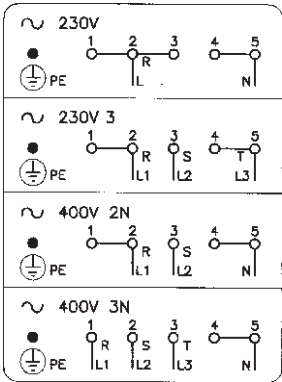 ∿ 230V
1 2 3 4 5
R
PE L N
∿ 230V 3
1 2 3 4 5
R S T
PE L1 L2 L3
∿ 400V 2N
1 2 3 4 5
R S
PE L1 L2 N
∿ 400V 3N
1 2 3 4 5
R S T
PE L1 L2 L3 N